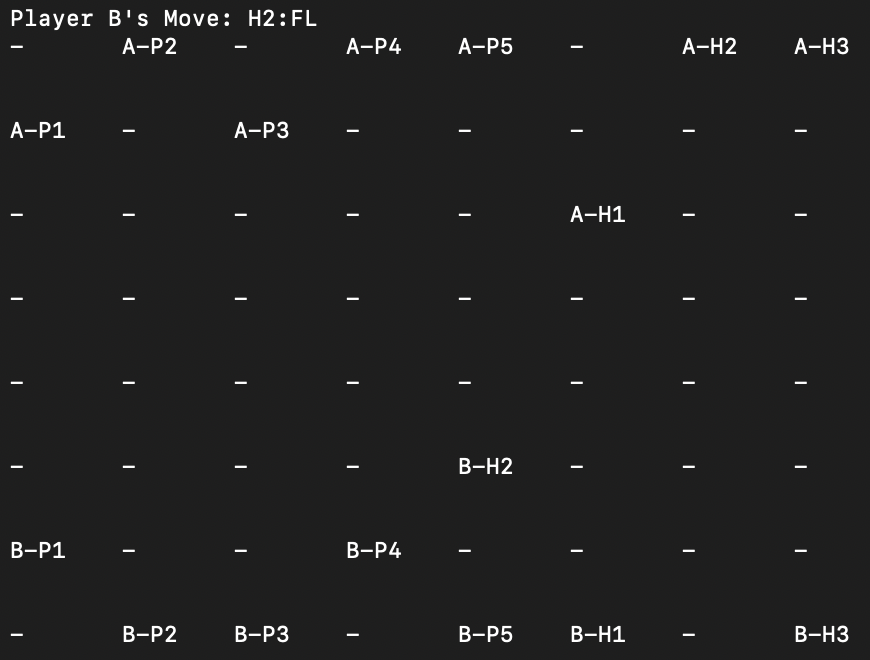 Player B's Move: H2:FL
- A-P2 - A-P4 A-P5 - A-H2 A-H3
A-P1 - A-P3 - - - - -
- - - - - A-H1 - -
- - - - - - - -
- - - - - - - -
- - - - B-H2 - - -
B-P1 - - B-P4 - - - -
- B-P2 B-P3 - B-P5 B-H1 - B-H3